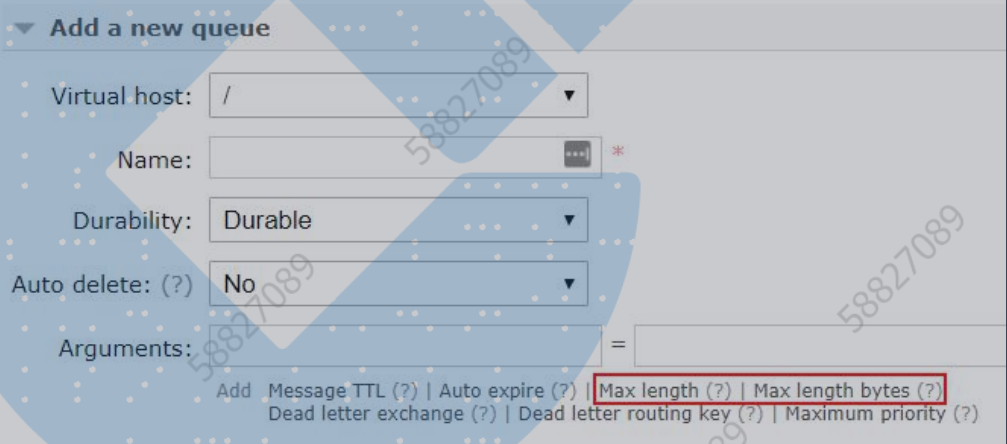 Add a new queue
Virtual host: /
Name: *
Durability: Durable
Auto delete: (?) No
Arguments: =
Add Message TTL (?) | Auto expire (?) | Max length (?) | Max length bytes (?)
Dead letter exchange (?) | Dead letter routing key (?) | Maximum priority (?)
58827089
58827089
58827089